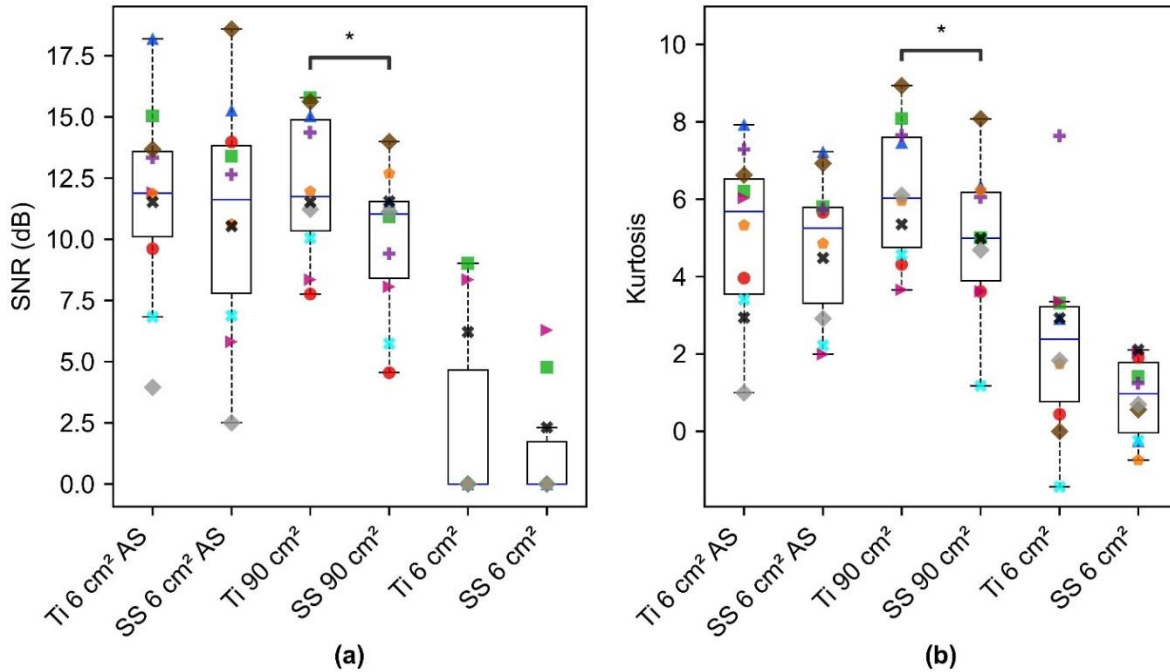 SNR (dB)
17.5
15.0
12.5
10.0
7.5
5.0
2.5
0.0
*
Ti 6 cm² AS
SS 6 cm² AS
Ti 90 cm²
SS 90 cm²
Ti 6 cm²
SS 6 cm²
(a)
Kurtosis
10
8
6
4
2
0
*
Ti 6 cm² AS
SS 6 cm² AS
Ti 90 cm²
SS 90 cm²
Ti 6 cm²
SS 6 cm²
(b)